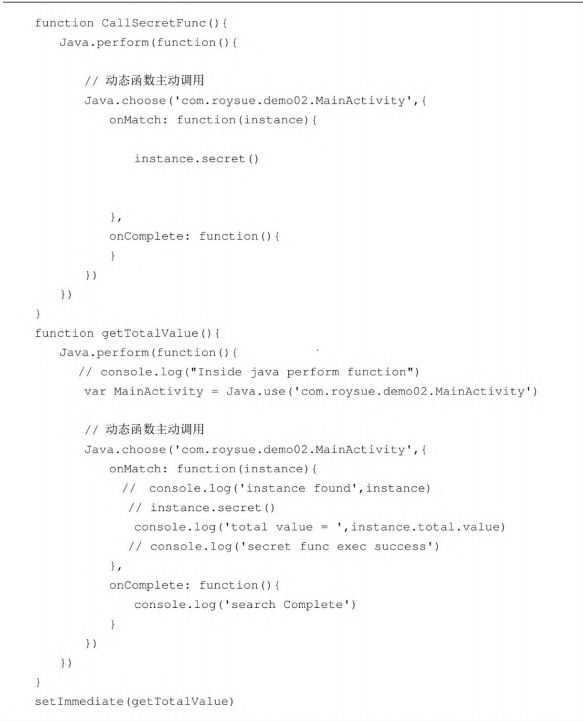 function CallSecretFunc(){
Java.perform(function(){
// 动态函数主动调用
Java.choose('com.roysue.demo02.MainActivity',{
onMatch: function(instance){
instance.secret()
},
onComplete: function(){
}
})
})
}
function getTotalValue(){
Java.perform(function(){
// console.log("Inside java perform function")
var MainActivity = Java.use('com.roysue.demo02.MainActivity')
// 动态函数主动调用
Java.choose('com.roysue.demo02.MainActivity',{
onMatch: function(instance){
//  console.log('instance found',instance)
// instance.secret()
console.log('total value = ',instance.total.value)
// console.log('secret func exec success')
},
onComplete: function(){
console.log('search Complete')
}
})
})
}
setImmediate(getTotalValue)